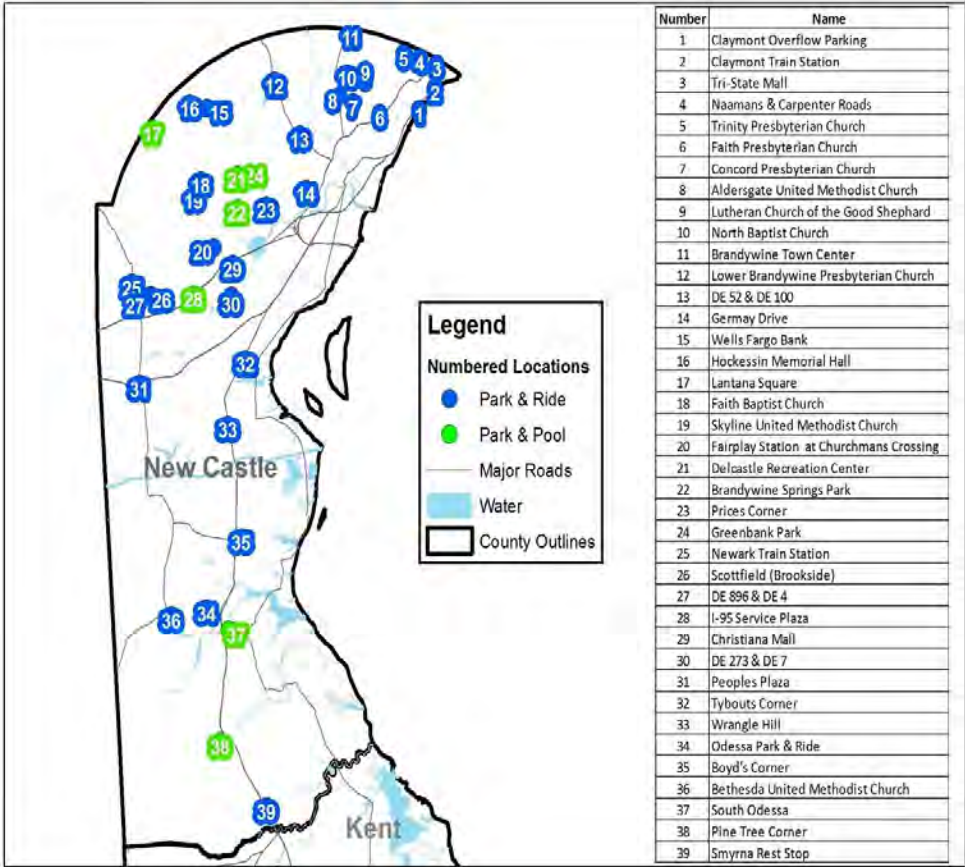 11
5
4
3
10
9
12
2
8
7
16
15
1
6
17
13
21
24
18
14
19
22
23
20
29
25
26
28
27
30
32
31
33
New Castle
35
36
34
37
38
39
Kent
Legend
Numbered Locations
Park & Ride
Park & Pool
Major Roads
Water
County Outlines
Number Name
1 Claymont Overflow Parking
2 Claymont Train Station
3 Tri-State Mall
4 Naamans & Carpenter Roads
5 Trinity Presbyterian Church
6 Faith Presbyterian Church
7 Concord Presbyterian Church
8 Aldersgate United Methodist Church
9 Lutheran Church of the Good Shephard
10 North Baptist Church
11 Brandywine Town Center
12 Lower Brandywine Presbyterian Church
13 DE 52 & DE 100
14 Germay Drive
15 Wells Fargo Bank
16 Hockessin Memorial Hall
17 Lantana Square
18 Faith Baptist Church
19 Skyline United Methodist Church
20 Fairplay Station at Churchmans Crossing
21 Delcastle Recreation Center
22 Brandywine Springs Park
23 Prices Corner
24 Greenbank Park
25 Newark Train Station
26 Scottfield (Brookside)
27 DE 896 & DE 4
28 I-95 Service Plaza
29 Christiana Mall
30 DE 273 & DE 7
31 Peoples Plaza
32 Tybouts Corner
33 Wrangle Hill
34 Odessa Park & Ride
35 Boyd's Corner
36 Bethesda United Methodist Church
37 South Odessa
38 Pine Tree Corner
39 Smyrna Rest Stop